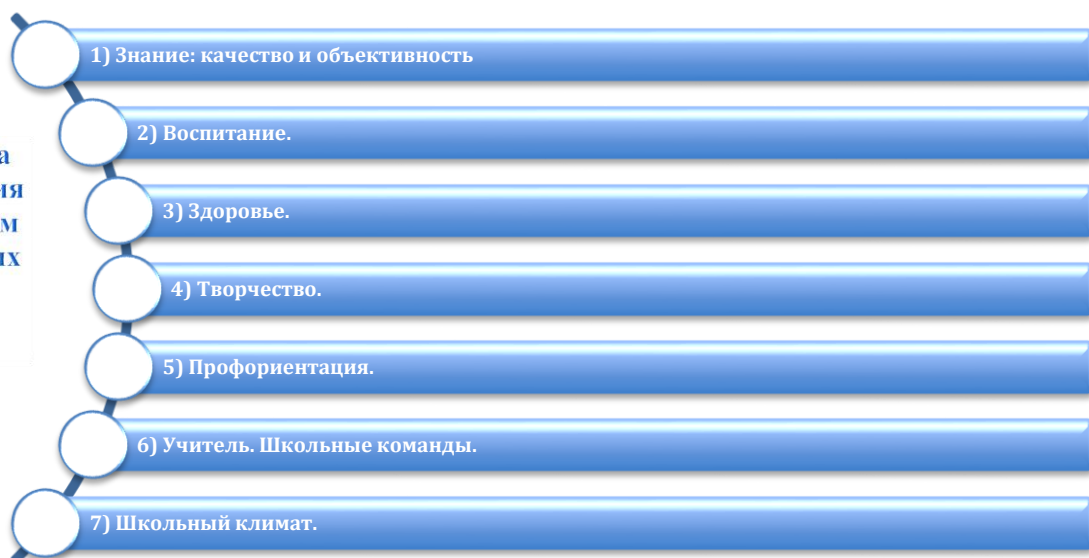 1) Знание: качество и объективность
2) Воспитание.
3) Здоровье.
4) Творчество.
5) Профориентация.
6) Учитель. Школьные команды.
7) Школьный климат.